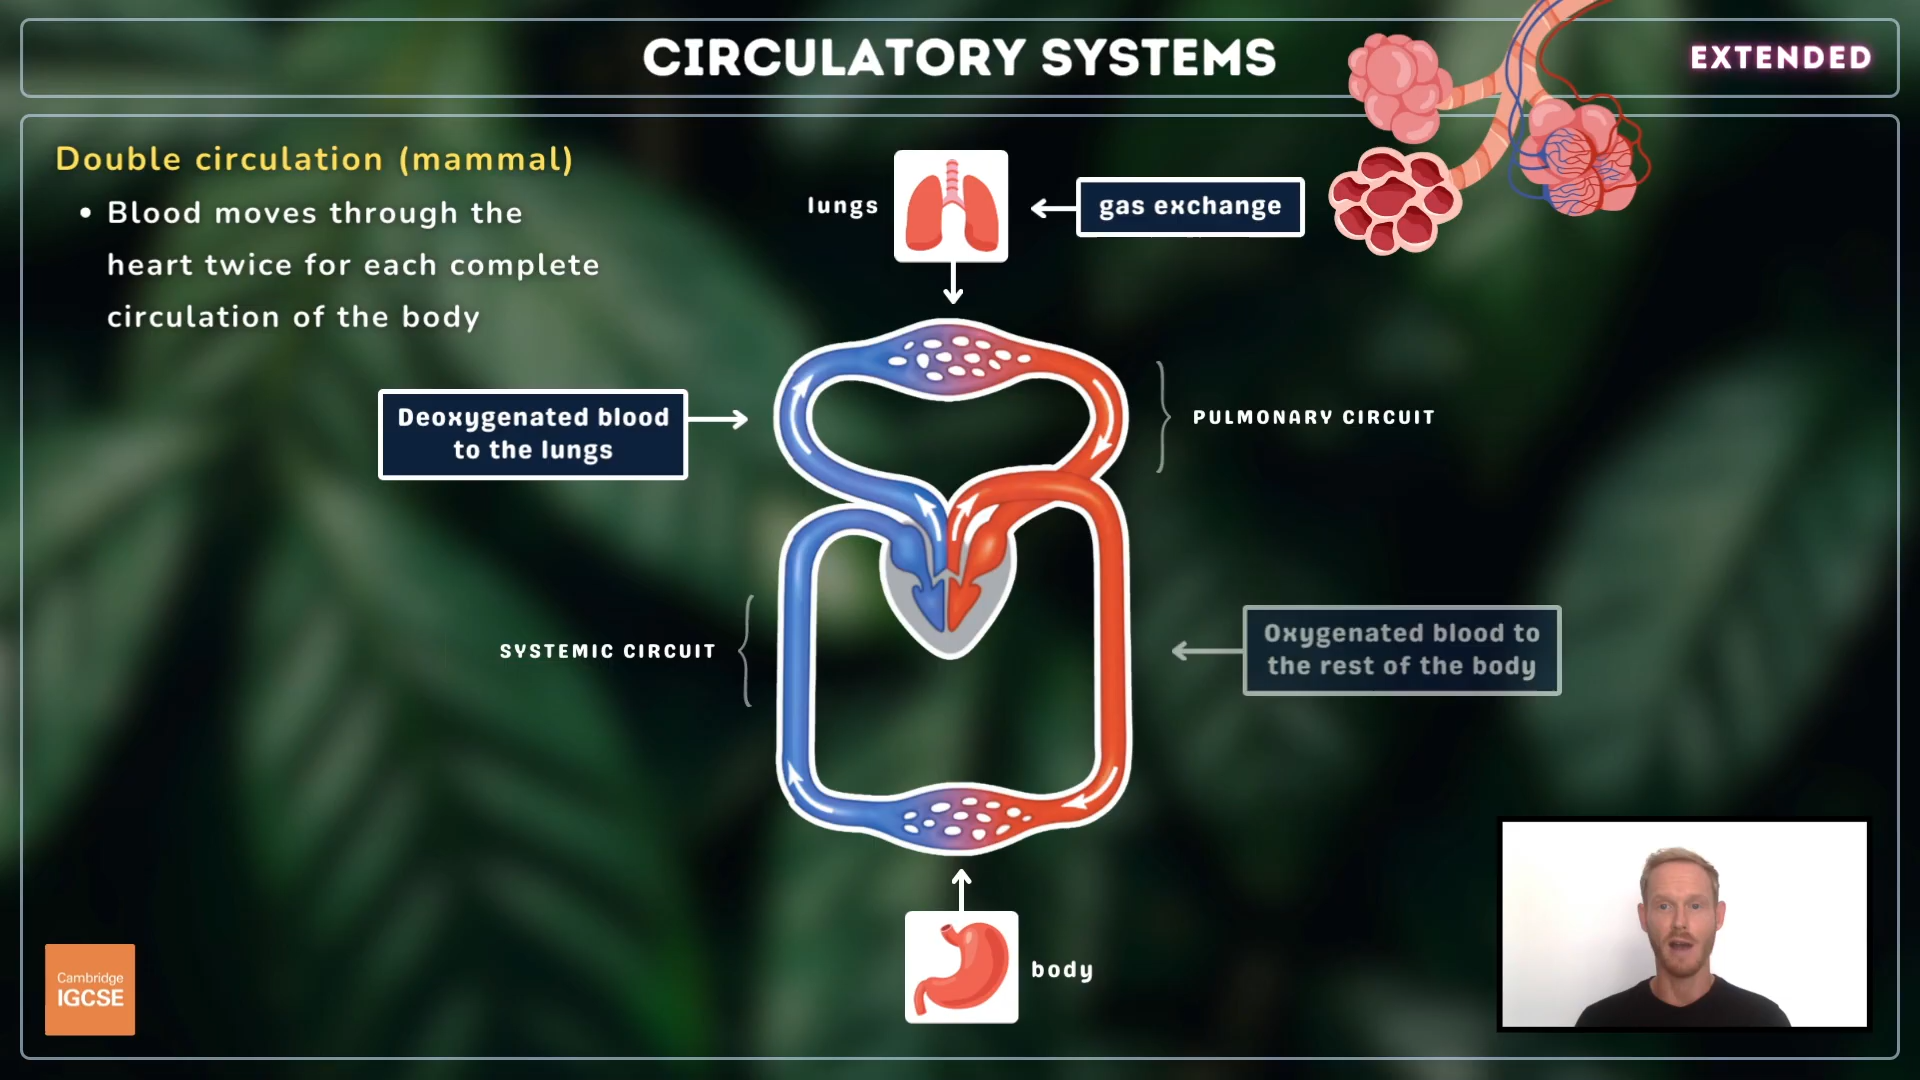 CIRCULATORY SYSTEMS
EXTENDED
Double circulation (mammal)
• Blood moves through the
heart twice for each complete
circulation of the body
lungs
gas exchange
Deoxygenated blood
to the lungs
PULMONARY CIRCUIT
SYSTEMIC CIRCUIT
Oxygenated blood to
the rest of the body
body
Cambridge
IGCSE